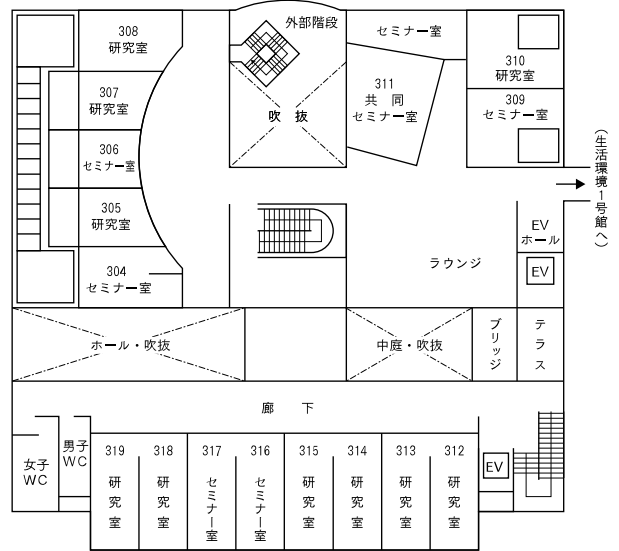 308
研究室
307
研究室
306
セミナー室
305
研究室
304
セミナー室
外部階段
吹 抜
セミナー室
311
共 同
セミナー室
310
研究室
309
セミナー室
(生活環境1号館へ)
EV
ホール
EV
ラウンジ
ホール・吹抜
中庭・吹抜
ブリッジ
テラス
廊 下
女子
WC
男子
WC
319
研究室
318
研究室
317
セミナー室
316
セミナー室
315
研究室
314
研究室
313
研究室
312
研究室
EV